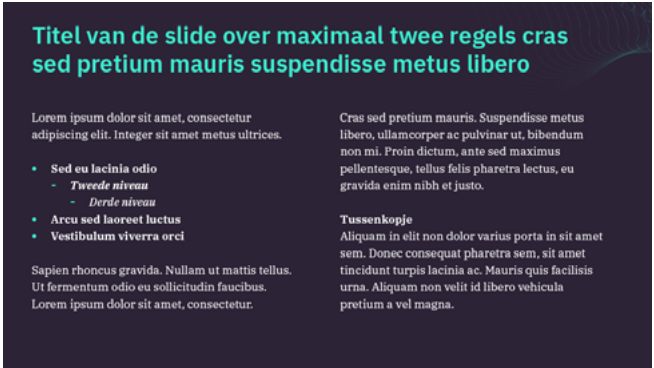 Titel van de slide over maximaal twee regels cras
sed pretium mauris suspendisse metus libero
Lorem ipsum dolor sit amet, consectetur
adipiscing elit. Integer sit amet metus ultrices.
• Sed eu lacinia odio
- Tweede niveau
- Derde niveau
• Arcu sed laoreet luctus
• Vestibulum viverra orci
Sapien rhoncus gravida. Nullam ut mattis tellus.
Ut fermentum odio eu sollicitudin faucibus.
Lorem ipsum dolor sit amet, consectetur.
Cras sed pretium mauris. Suspendisse metus
libero, ullamcorper ac pulvinar ut, bibendum
non mi. Proin dictum, ante sed maximus
pellentesque, tellus felis pharetra lectus, eu
gravida enim nibh et justo.
Tussenkopje
Aliquam in elit non dolor varius porta in sit amet
sem. Donec consequat pharetra sem, sit amet
tincidunt turpis lacinia ac. Mauris quis facilisis
urna. Aliquam non velit id libero vehicula
pretium a vel magna.